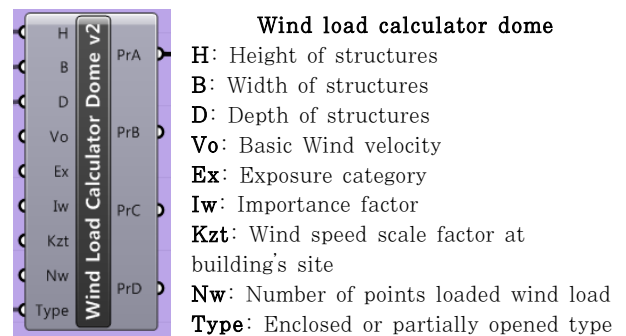 H
B
D
Vo
Ex
Iw
Kzt
Nw
Type
Wind Load Calculator Dome v2
PrA
PrB
PrC
PrD
Wind load calculator dome
H: Height of structures
B: Width of structures
D: Depth of structures
Vo: Basic Wind velocity
Ex: Exposure category
Iw: Importance factor
Kzt: Wind speed scale factor at
building's site
Nw: Number of points loaded wind load
Type: Enclosed or partially opened type